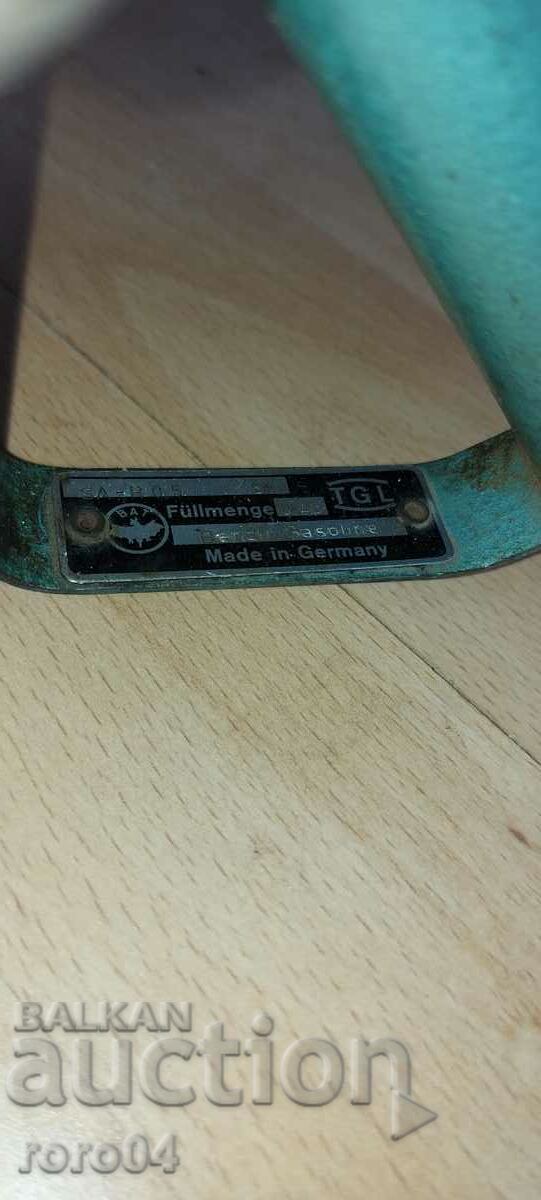 BAT
Füllmenge
TGL
Made in Germany
BALKAN
auction
roro04